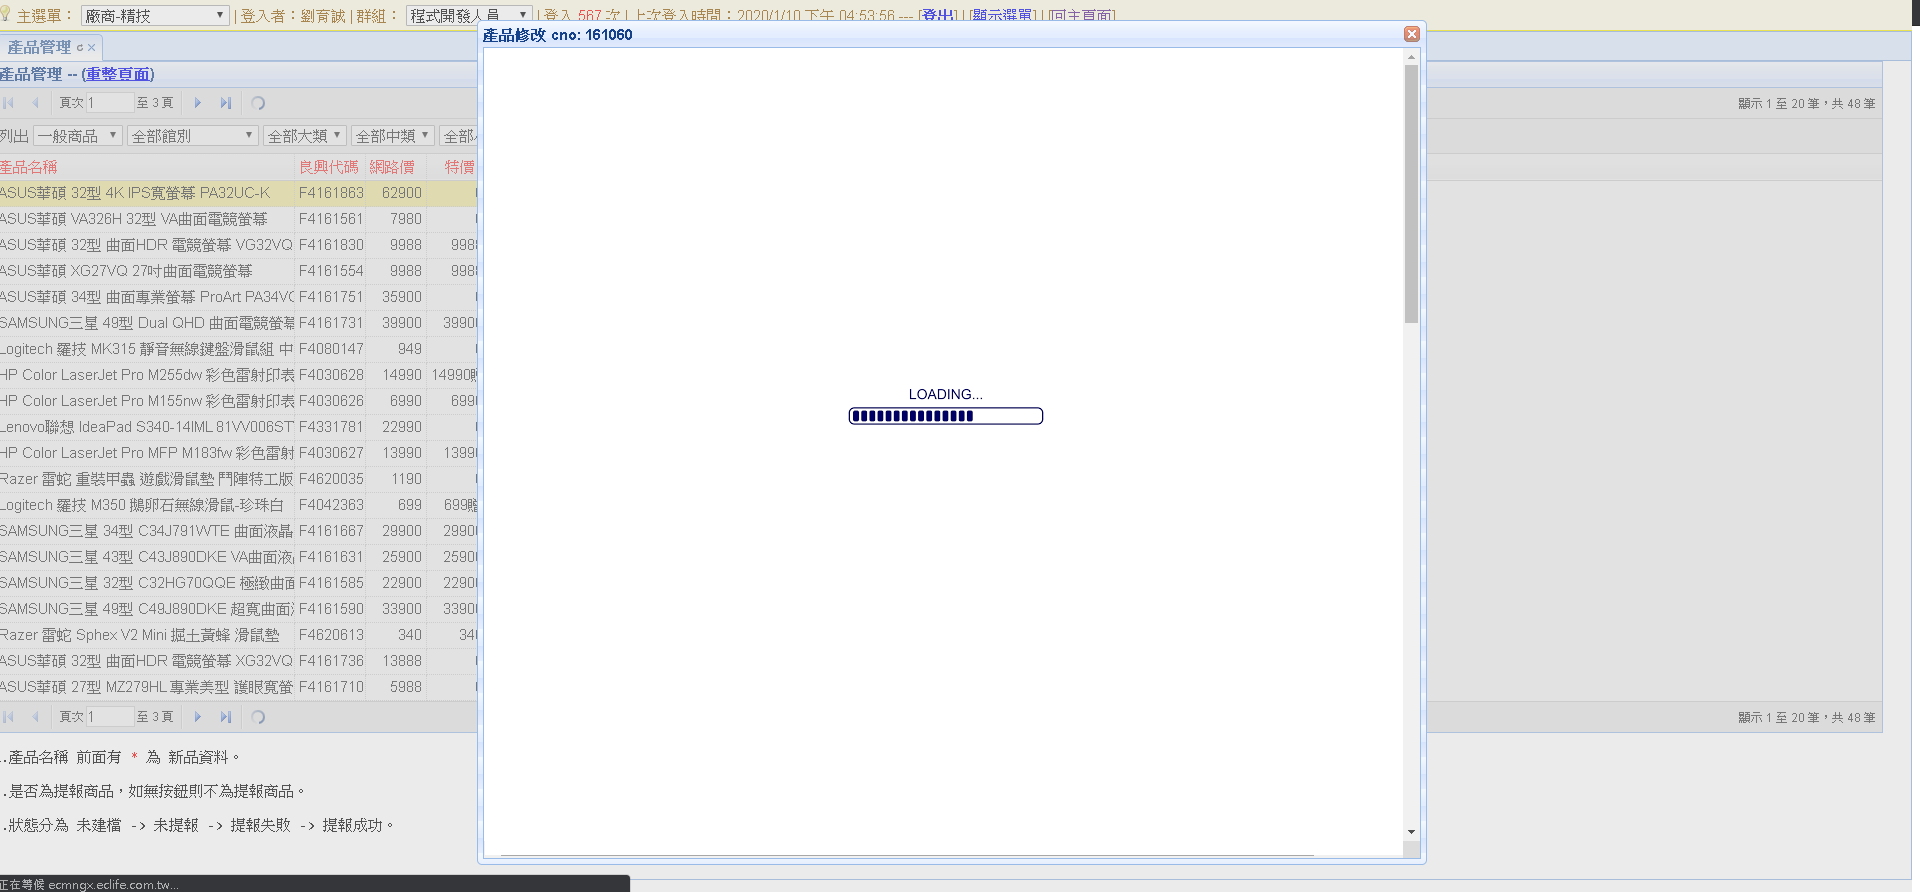 主選單： 廠商-精技 | 登入者：劉育誠 | 群組： 程式開發人員 | 登入 567 次 | 上次登入時間：2020/1/10 下午 04:53:56 --- [登出] | [顯示選單] | [回主頁面]
產品管理
產品管理 -- (重整頁面)
產品修改 cno: 161060
頁次 1 至 3 頁
顯示 1 至 20 筆，共 48 筆
列出 一般商品 全部館別 全部大類 全部中類 全部
產品名稱 良興代碼 網路價 特價
ASUS華碩 32型 4K IPS寬螢幕 PA32UC-K F4161863 62900
ASUS華碩 VA326H 32型 VA曲面電競螢幕 F4161561 7980
ASUS華碩 32型 曲面HDR 電競螢幕 VG32VQ F4161830 9988 998
ASUS華碩 XG27VQ 27吋曲面電競螢幕 F4161554 9988 998
ASUS華碩 34型 曲面專業螢幕 ProArt PA34VC F4161751 35900
SAMSUNG三星 49型 Dual QHD 曲面電競螢幕 F4161731 39900 3990
Logitech 羅技 MK315 靜音無線鍵盤滑鼠組 中 F4080147 949
HP Color LaserJet Pro M255dw 彩色雷射印表 F4030628 14990 14990
HP Color LaserJet Pro M155nw 彩色雷射印表 F4030626 6990 699
Lenovo聯想 IdeaPad S340-14IML 81VV006ST F4331781 22990
HP Color LaserJet Pro MFP M183fw 彩色雷射 F4030627 13990 1399
Razer 雷蛇 重裝甲蟲 遊戲滑鼠墊 鬥陣特工版 F4620035 1190
Logitech 羅技 M350 鵝卵石無線滑鼠-珍珠白 F4042363 699 699
SAMSUNG三星 34型 C34J791WTE 曲面液晶 F4161667 29900 2990
SAMSUNG三星 43型 C43J890DKE VA曲面液 F4161631 25900 2590
SAMSUNG三星 32型 C32HG70QQE 極緻曲面 F4161585 22900 2290
SAMSUNG三星 49型 C49J890DKE 超寬曲面 F4161590 33900 3390
Razer 雷蛇 Sphex V2 Mini 掘土黃蜂 滑鼠墊 F4620613 340 34
ASUS華碩 32型 曲面HDR 電競螢幕 XG32VQ F4161736 13888
ASUS華碩 27型 MZ279HL 專業美型 護眼寬螢 F4161710 5988
LOADING...
頁次 1 至 3 頁
顯示 1 至 20 筆，共 48 筆
.產品名稱 前面有 * 為 新品資料。
.是否為提報商品，如無按鈕則不為提報商品。
.狀態分為 未建檔 -> 未提報 -> 提報失敗 -> 提報成功。
正在等候 ecmngx.eclife.com.tw...